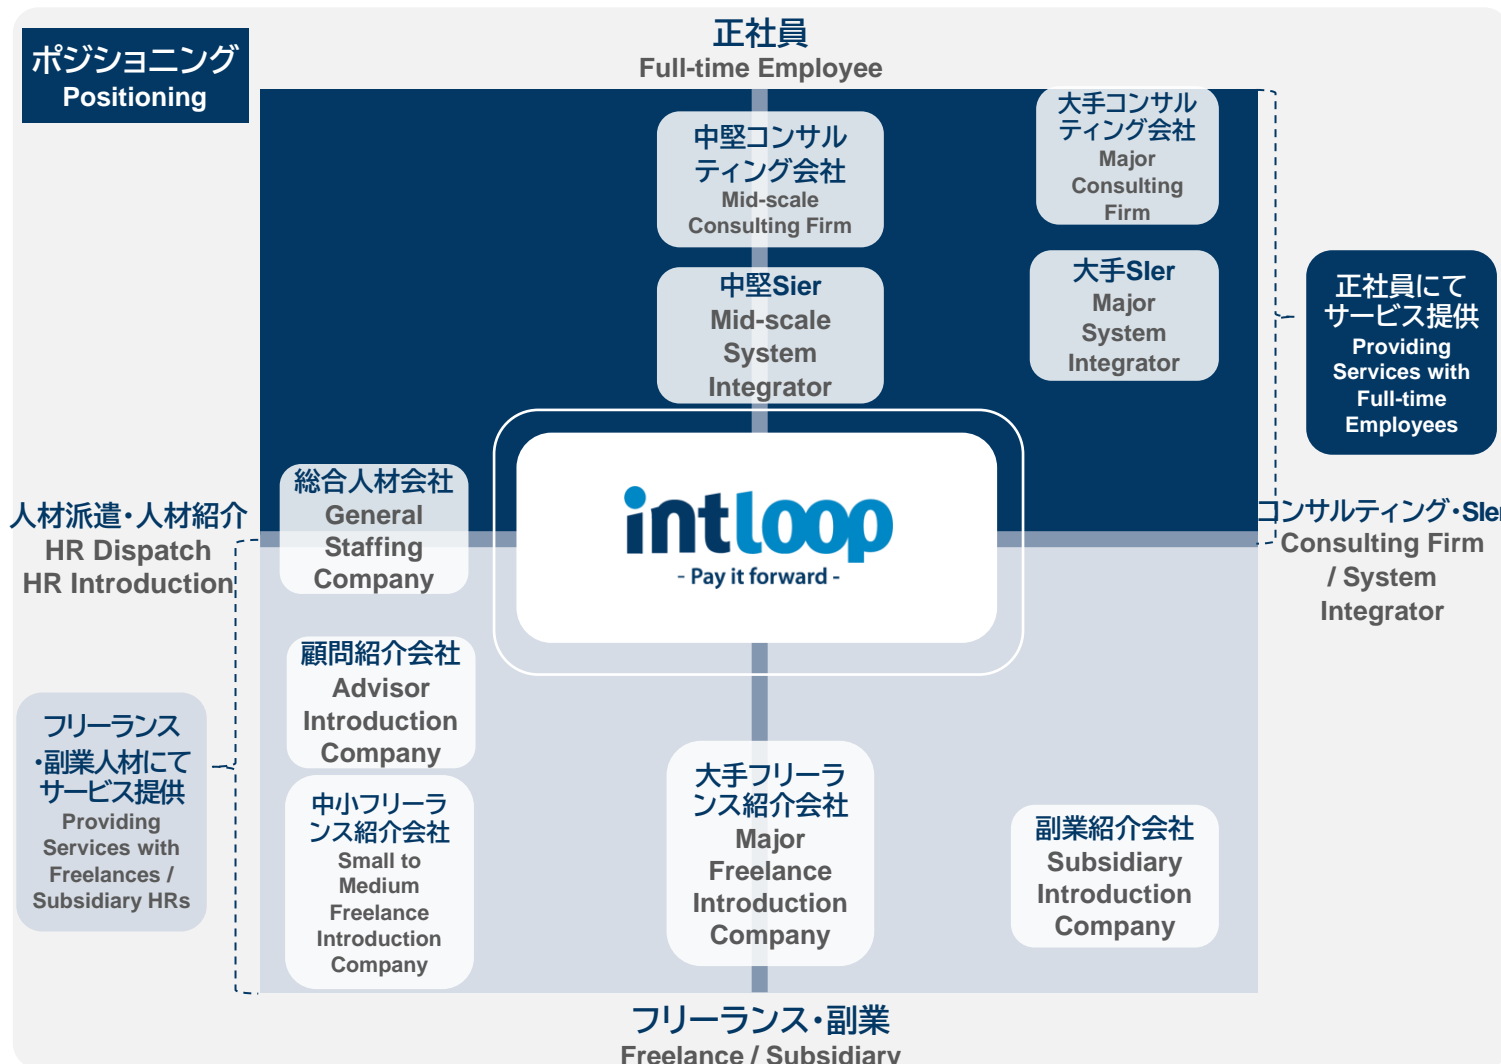 ポジショニング
Positioning
正社員
Full-time Employee
中堅コンサル
ティング会社
Mid-scale
Consulting Firm
大手コンサル
ティング会社
Major
Consulting
Firm
中堅Sier
Mid-scale
System
Integrator
大手SIer
Major
System
Integrator
正社員にて
サービス提供
Providing
Services with
Full-time
Employees
人材派遣・人材紹介
HR Dispatch
HR Introduction
総合人材会社
General
Staffing
Company
intloop
- Pay it forward -
コンサルティング・SIer
Consulting Firm
/ System
Integrator
顧問紹介会社
Advisor
Introduction
Company
フリーランス
・副業人材にて
サービス提供
Providing
Services with
Freelances /
Subsidiary HRs
中小フリーラ
ンス紹介会社
Small to
Medium
Freelance
Introduction
Company
大手フリーラ
ンス紹介会社
Major
Freelance
Introduction
Company
副業紹介会社
Subsidiary
Introduction
Company
フリーランス・副業
Freelance / Subsidiary